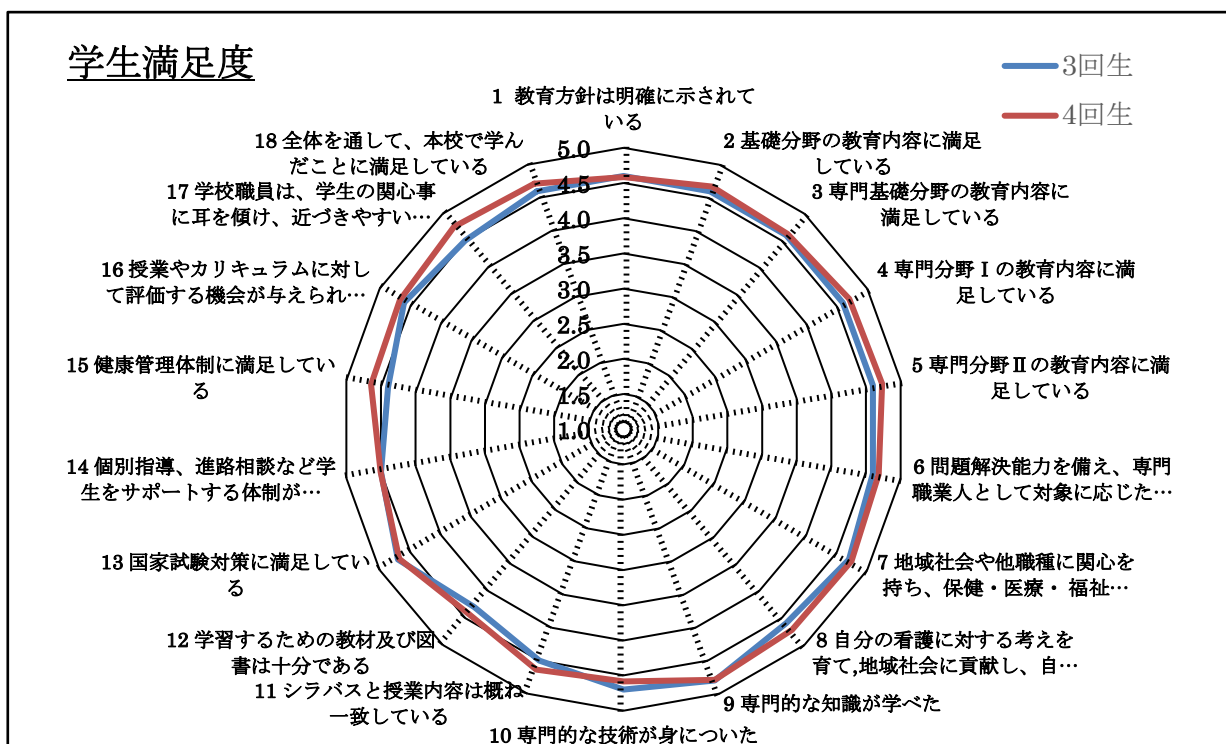 学生満足度
3回生
4回生
1 教育方針は明確に示されて
いる
2 基礎分野の教育内容に満足
している
3 専門基礎分野の教育内容に
満足している
4 専門分野Ⅰの教育内容に満
足している
5 専門分野Ⅱの教育内容に満
足している
6 問題解決能力を備え、専門
職業人として対象に応じた…
7 地域社会や他職種に関心を
持ち、保健・医療・ 福祉…
8 自分の看護に対する考えを
育て,地域社会に貢献し、自…
9 専門的な知識が学べた
10 専門的な技術が身についた
11 シラバスと授業内容は概ね
一致している
12 学習するための教材及び図
書は十分である
13 国家試験対策に満足してい
る
14 個別指導、進路相談など学
生をサポートする体制が…
15 健康管理体制に満足してい
る
16 授業やカリキュラムに対し
て評価する機会が与えられ…
17 学校職員は、学生の関心事
に耳を傾け、近づきやすい…
18 全体を通して、本校で学ん
だことに満足している
5.0
4.5
4.0
3.5
3.0
2.5
2.0
1.5
1.0